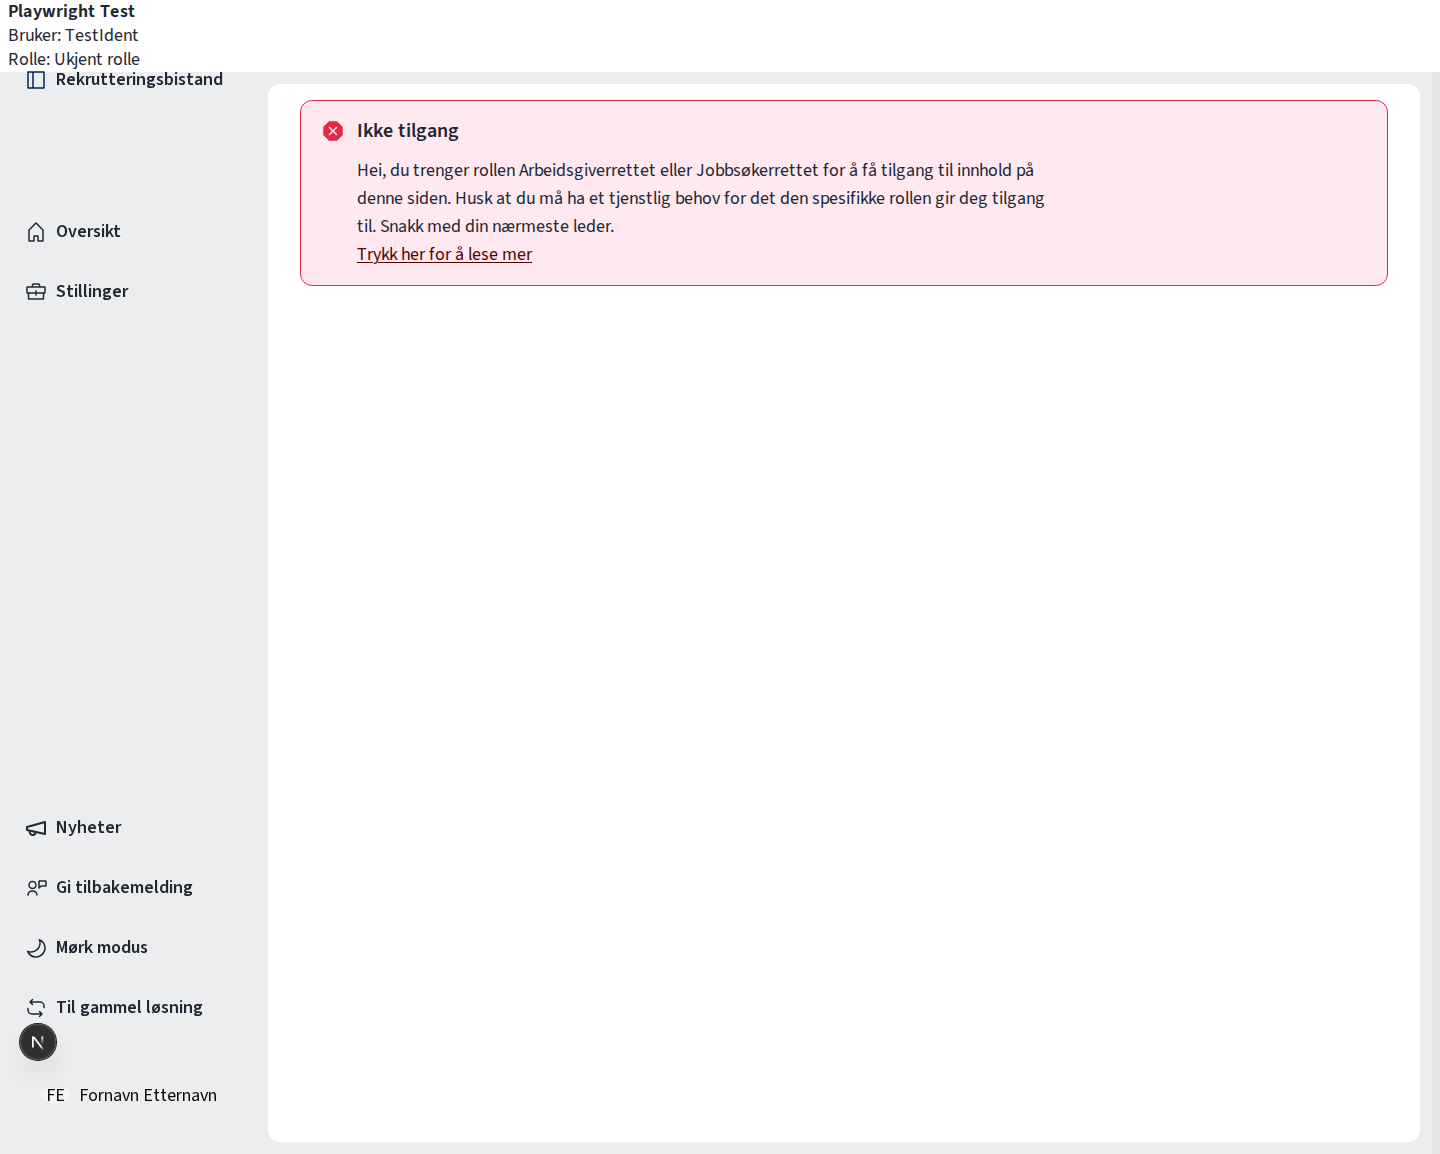 Playwright Test
Bruker: TestIdent
Rolle: Ukjent rolle
Rekrutteringsbistand
Oversikt
Stillinger
Nyheter
Gi tilbakemelding
Mørk modus
Til gammel løsning
N
FE Fornavn Etternavn
Ikke tilgang
Hei, du trenger rollen Arbeidsgiverrettet eller Jobbsøkerrettet for å få tilgang til innhold på
denne siden. Husk at du må ha et tjenstlig behov for det den spesifikke rollen gir deg tilgang
til. Snakk med din nærmeste leder.
Trykk her for å lese mer